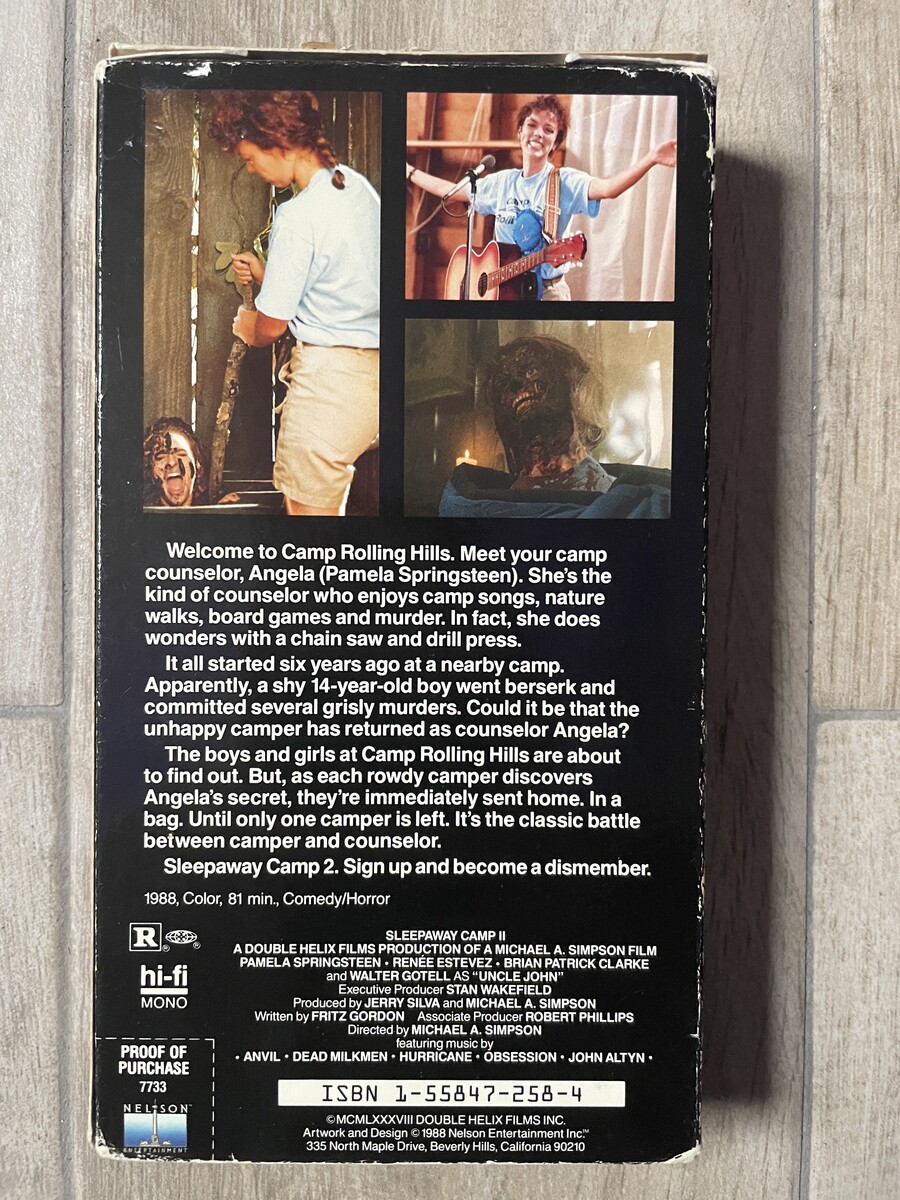 Camp
Rolli
Welcome to Camp Rolling Hills. Meet your camp
counselor, Angela (Pamela Springsteen). She's the
kind of counselor who enjoys camp songs, nature
walks, board games and murder. In fact, she does
wonders with a chain saw and drill press.
It all started six years ago at a nearby camp.
Apparently, a shy 14-year-old boy went berserk and
committed several grisly murders. Could it be that the
unhappy camper has returned as counselor Angela?
The boys and girls at Camp Rolling Hills are about
to find out. But, as each rowdy camper discovers
Angela's secret, they're immediately sent home. In a
bag. Until only one camper is left. It's the classic battle
between camper and counselor.
Sleepaway Camp 2. Sign up and become a dismember.
1988, Color, 81 min., Comedy/Horror
R ®
®
hi-fi
MONO
SLEEPAWAY CAMP II
A DOUBLE HELIX FILMS PRODUCTION OF A MICHAEL A. SIMPSON FILM
PAMELA SPRINGSTEEN • RENÉE ESTEVEZ • BRIAN PATRICK CLARKE
and WALTER GOTELL AS "UNCLE JOHN"
Executive Producer STAN WAKEFIELD
Produced by JERRY SILVA and MICHAEL A. SIMPSON
Written by FRITZ GORDON Associate Producer ROBERT PHILLIPS
Directed by MICHAEL A. SIMPSON
featuring music by
• ANVIL • DEAD MILKMEN • HURRICANE • OBSESSION • JOHN ALTYN •
PROOF OF
PURCHASE
7733
NELSON™
ENTERTAINMENT
ISBN 1-55847-258-4
©MCMLXXXVIII DOUBLE HELIX FILMS INC.
Artwork and Design ©1988 Nelson Entertainment Inc.™
335 North Maple Drive, Beverly Hills, California 90210